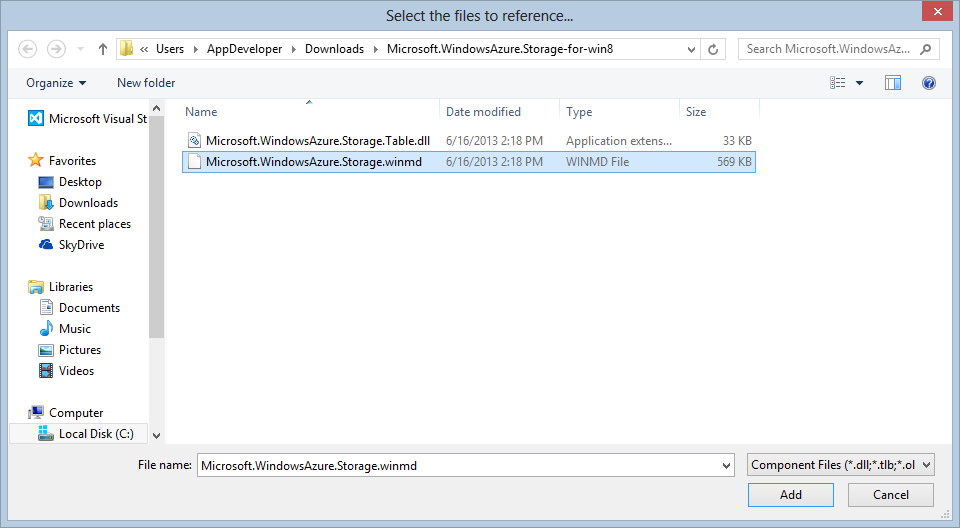 Select the files to reference...
« Users AppDeveloper Downloads Microsoft.WindowsAzure.Storage-for-win8 Search Microsoft.WindowsAz...
Organize New folder
Name Date modified Type Size
Microsoft Visual St
Microsoft.WindowsAzure.Storage.Table.dll 6/16/2013 2:18 PM Application extens... 33 KB
Microsoft.WindowsAzure.Storage.winmd 6/16/2013 2:18 PM WINMD File 569 KB
Favorites
Desktop
Downloads
Recent places
SkyDrive
Libraries
Documents
Music
Pictures
Videos
Computer
Local Disk (C:)
File name: Microsoft.WindowsAzure.Storage.winmd Component Files (*.dll;*.tlb;*.ol
Add Cancel